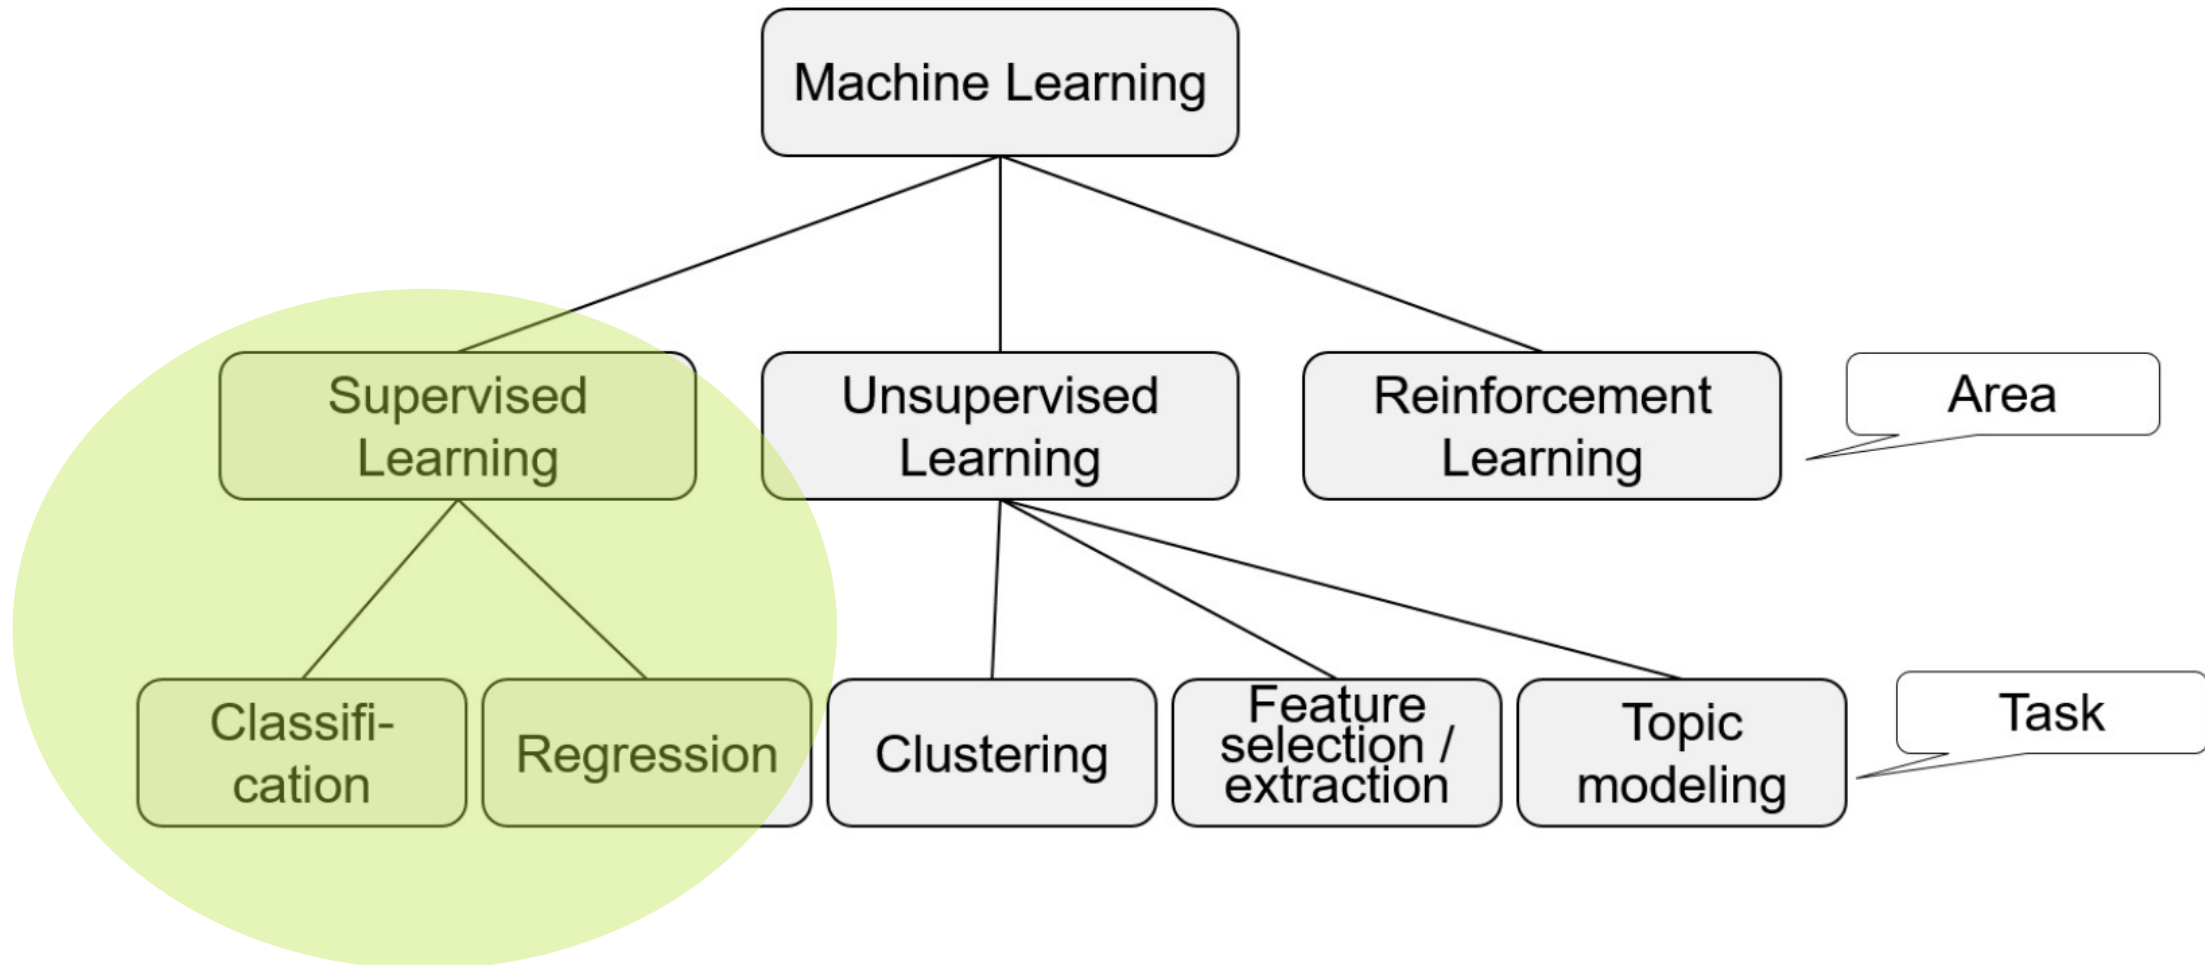 Machine Learning
Supervised
Learning
Unsupervised
Learning
Reinforcement
Learning
Area
Classifi-
cation
Regression
Clustering
Feature
selection /
extraction
Topic
modeling
Task